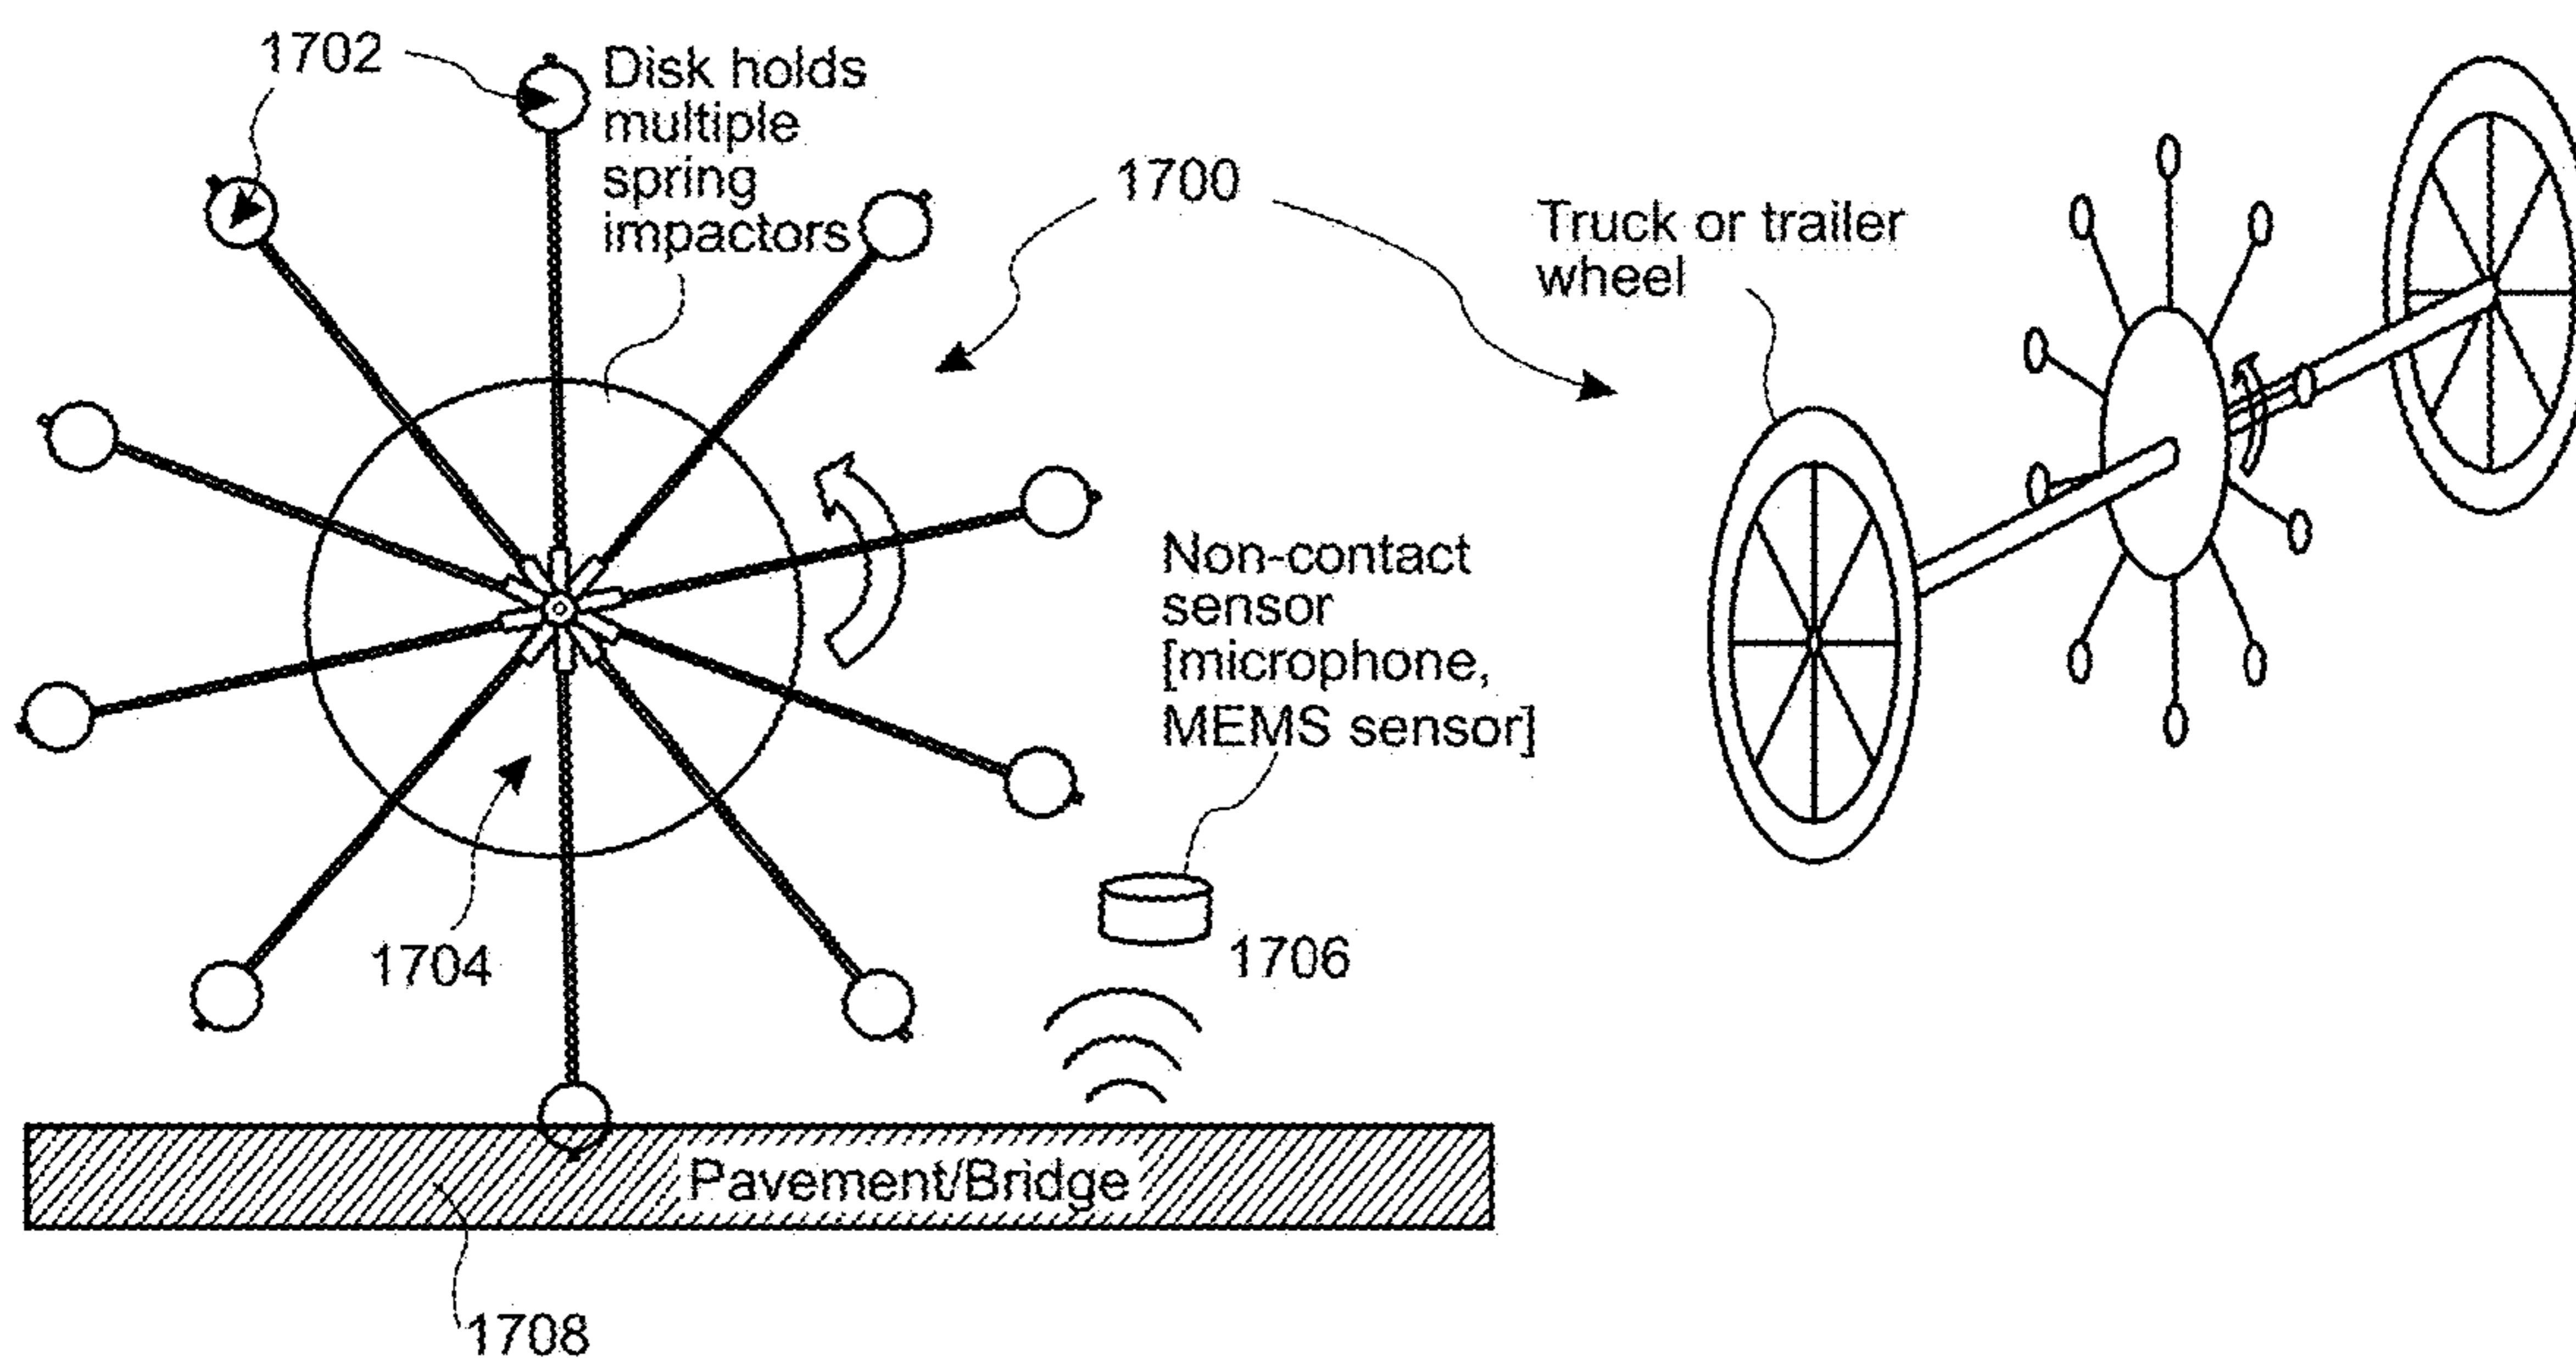 1702
Disk holds
multiple
spring
impactors
1700
Truck or trailer
wheel
Non-contact
sensor
[microphone,
MEMS sensor]
1704
1706
Pavement/Bridge
1708